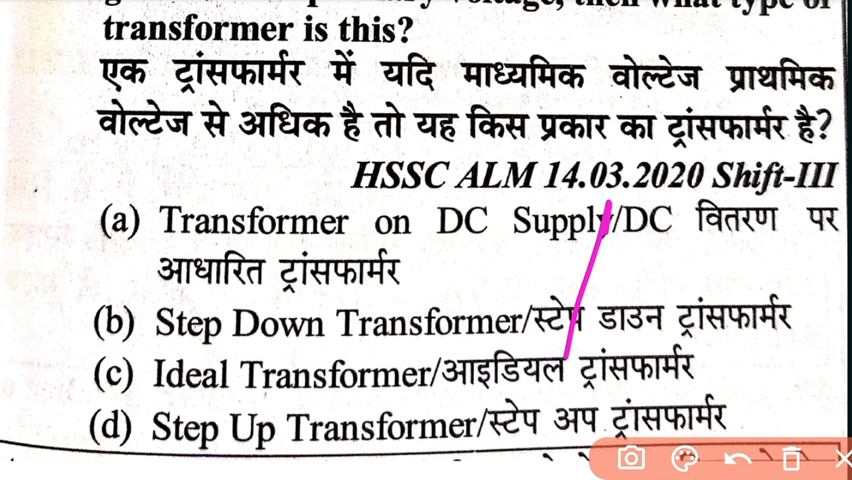 transformer is this?
एक ट्रांसफार्मर में यदि माध्यमिक वोल्टेज प्राथमिक
वोल्टेज से अधिक है तो यह किस प्रकार का ट्रांसफार्मर है?
HSSC ALM 14.03.2020 Shift-III
(a) Transformer on DC Supply/DC वितरण पर
आधारित ट्रांसफार्मर
(b) Step Down Transformer/स्टेप डाउन ट्रांसफार्मर
(c) Ideal Transformer/आइडियल ट्रांसफार्मर
(d) Step Up Transformer/स्टेप अप ट्रांसफार्मर